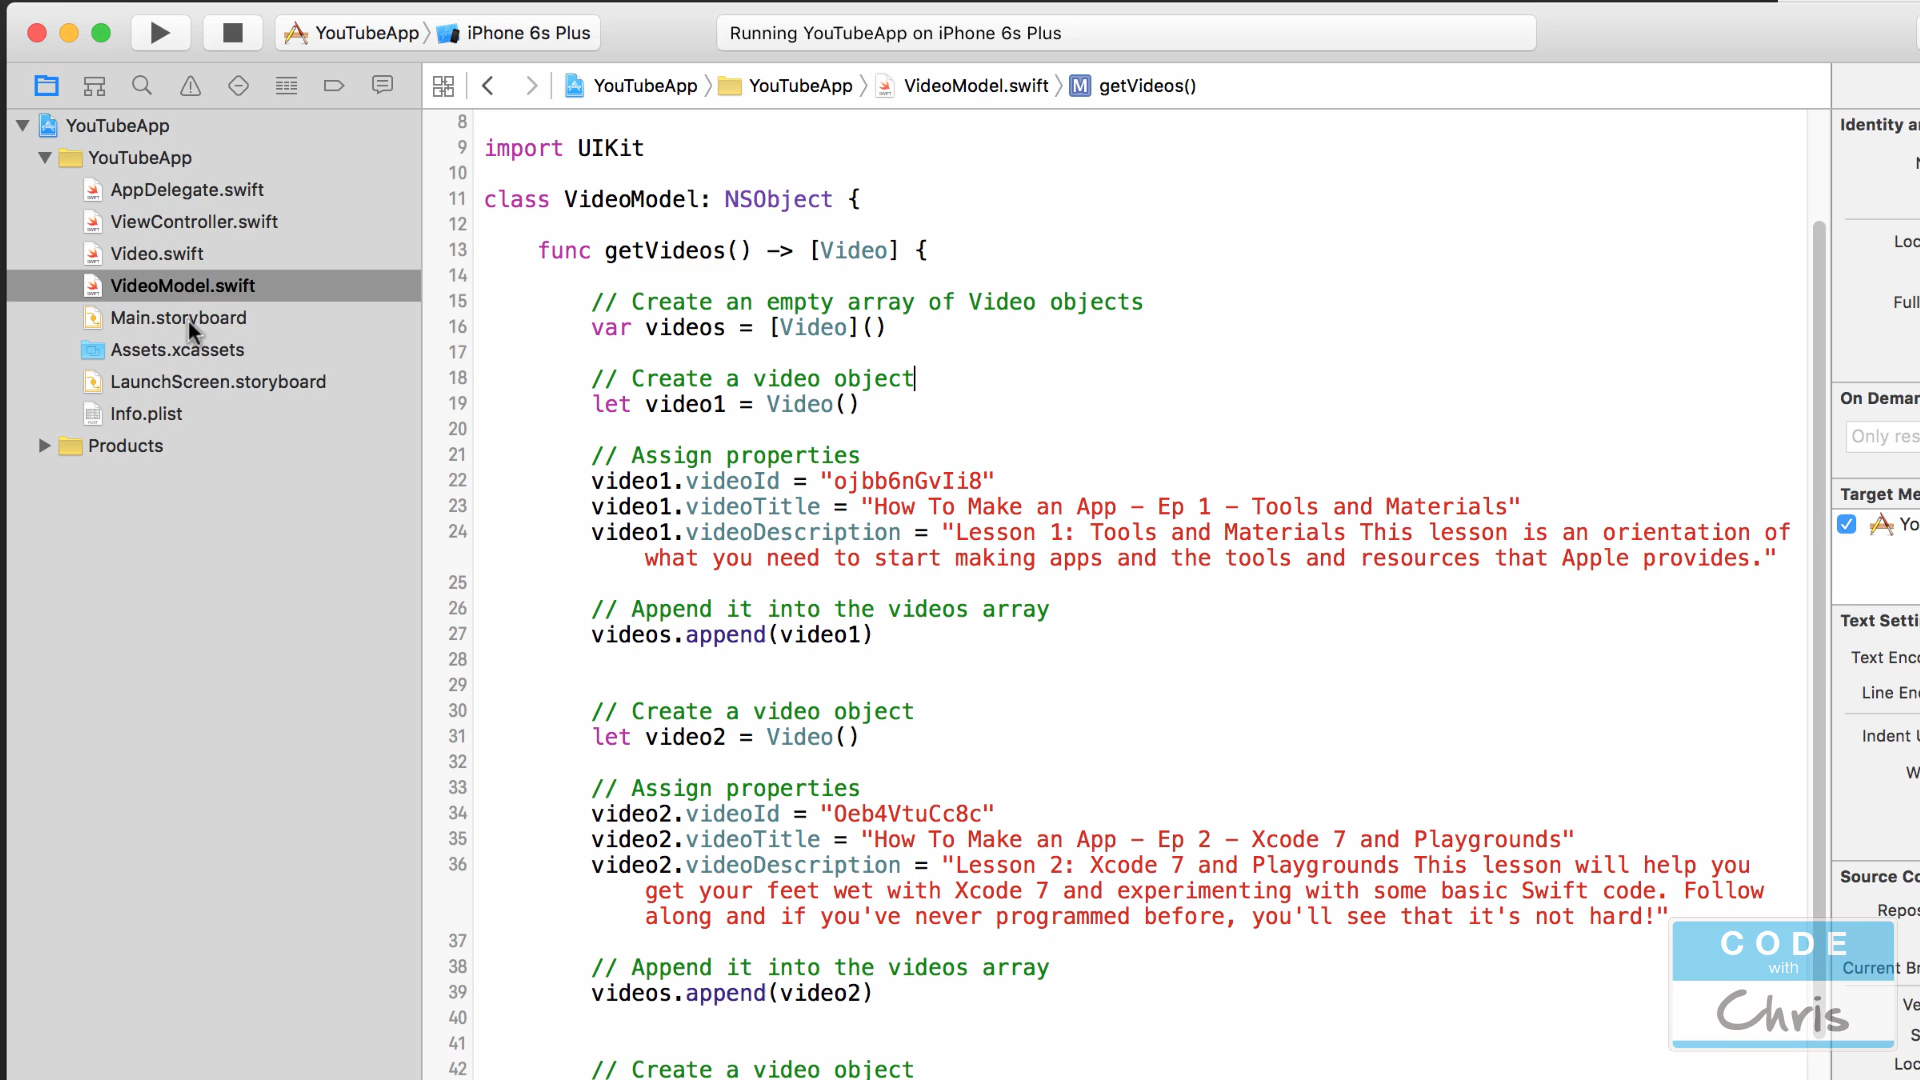 YouTubeApp iPhone 6s Plus
Running YouTubeApp on iPhone 6s Plus
YouTubeApp YouTubeApp VideoModel.swift M getVideos()
YouTubeApp
YouTubeApp
AppDelegate.swift
ViewController.swift
Video.swift
VideoModel.swift
Main.storyboard
Assets.xcassets
LaunchScreen.storyboard
Info.plist
Products
8
9 import UIKit
10
11 class VideoModel: NSObject {
12
13 func getVideos() -> [Video] {
14
15 // Create an empty array of Video objects
16 var videos = [Video]()
17
18 // Create a video object
19 let video1 = Video()
20
21 // Assign properties
22 video1.videoId = "ojbb6nGvIi8"
23 video1.videoTitle = "How To Make an App – Ep 1 – Tools and Materials"
24 video1.videoDescription = "Lesson 1: Tools and Materials This lesson is an orientation of
what you need to start making apps and the tools and resources that Apple provides."
25
26 // Append it into the videos array
27 videos.append(video1)
28
29
30 // Create a video object
31 let video2 = Video()
32
33 // Assign properties
34 video2.videoId = "Oeb4VtuCc8c"
35 video2.videoTitle = "How To Make an App – Ep 2 – Xcode 7 and Playgrounds"
36 video2.videoDescription = "Lesson 2: Xcode 7 and Playgrounds This lesson will help you
get your feet wet with Xcode 7 and experimenting with some basic Swift code. Follow
along and if you've never programmed before, you'll see that it's not hard!"
37
38 // Append it into the videos array
39 videos.append(video2)
40
41
42 // Create a video object
Identity a
N
Loc
Full
On Deman
Only res
Target Me
Yo
Text Setti
Text Enco
Line En
Indent U
W
Source Co
Repos
Current Br
Ve
S
Loc
CODE
with
Chris